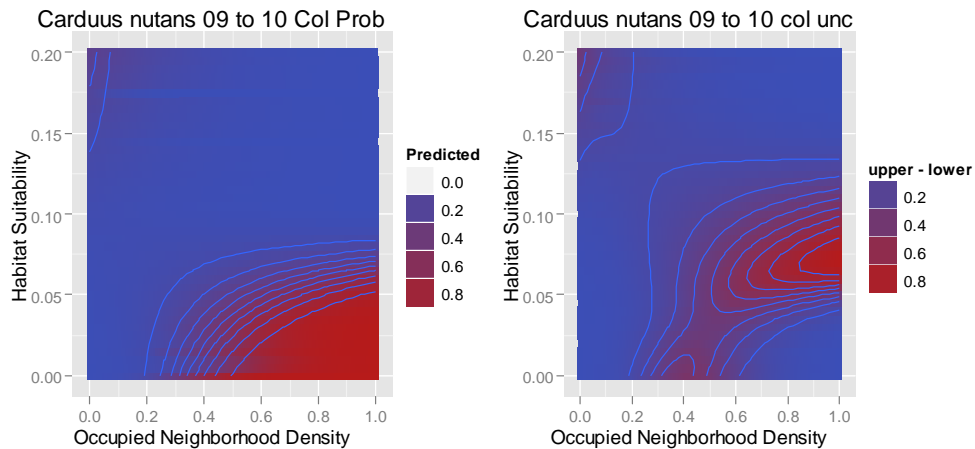 Carduus nutans 09 to 10 Col Prob
Habitat Suitability
0.20
0.15
0.10
0.05
0.00
0.0 0.2 0.4 0.6 0.8 1.0
Occupied Neighborhood Density
Predicted
0.0
0.2
0.4
0.6
0.8
Carduus nutans 09 to 10 col unc
Habitat Suitability
0.20
0.15
0.10
0.05
0.00
0.0 0.2 0.4 0.6 0.8 1.0
Occupied Neighborhood Density
upper - lower
0.2
0.4
0.6
0.8